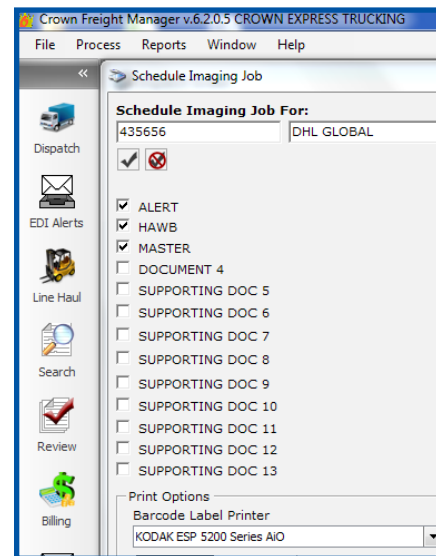 Crown Freight Manager v.6.2.0.5 CROWN EXPRESS TRUCKING
File Process Reports Window Help
«
Schedule Imaging Job
Schedule Imaging Job For:
435656 DHL GLOBAL
Dispatch
ALERT
EDI Alerts
HAWB
MASTER
DOCUMENT 4
SUPPORTING DOC 5
Line Haul
SUPPORTING DOC 6
SUPPORTING DOC 7
SUPPORTING DOC 8
Search
SUPPORTING DOC 9
SUPPORTING DOC 10
SUPPORTING DOC 11
Review
SUPPORTING DOC 12
SUPPORTING DOC 13
Print Options
Barcode Label Printer
Billing
KODAK ESP 5200 Series AiO